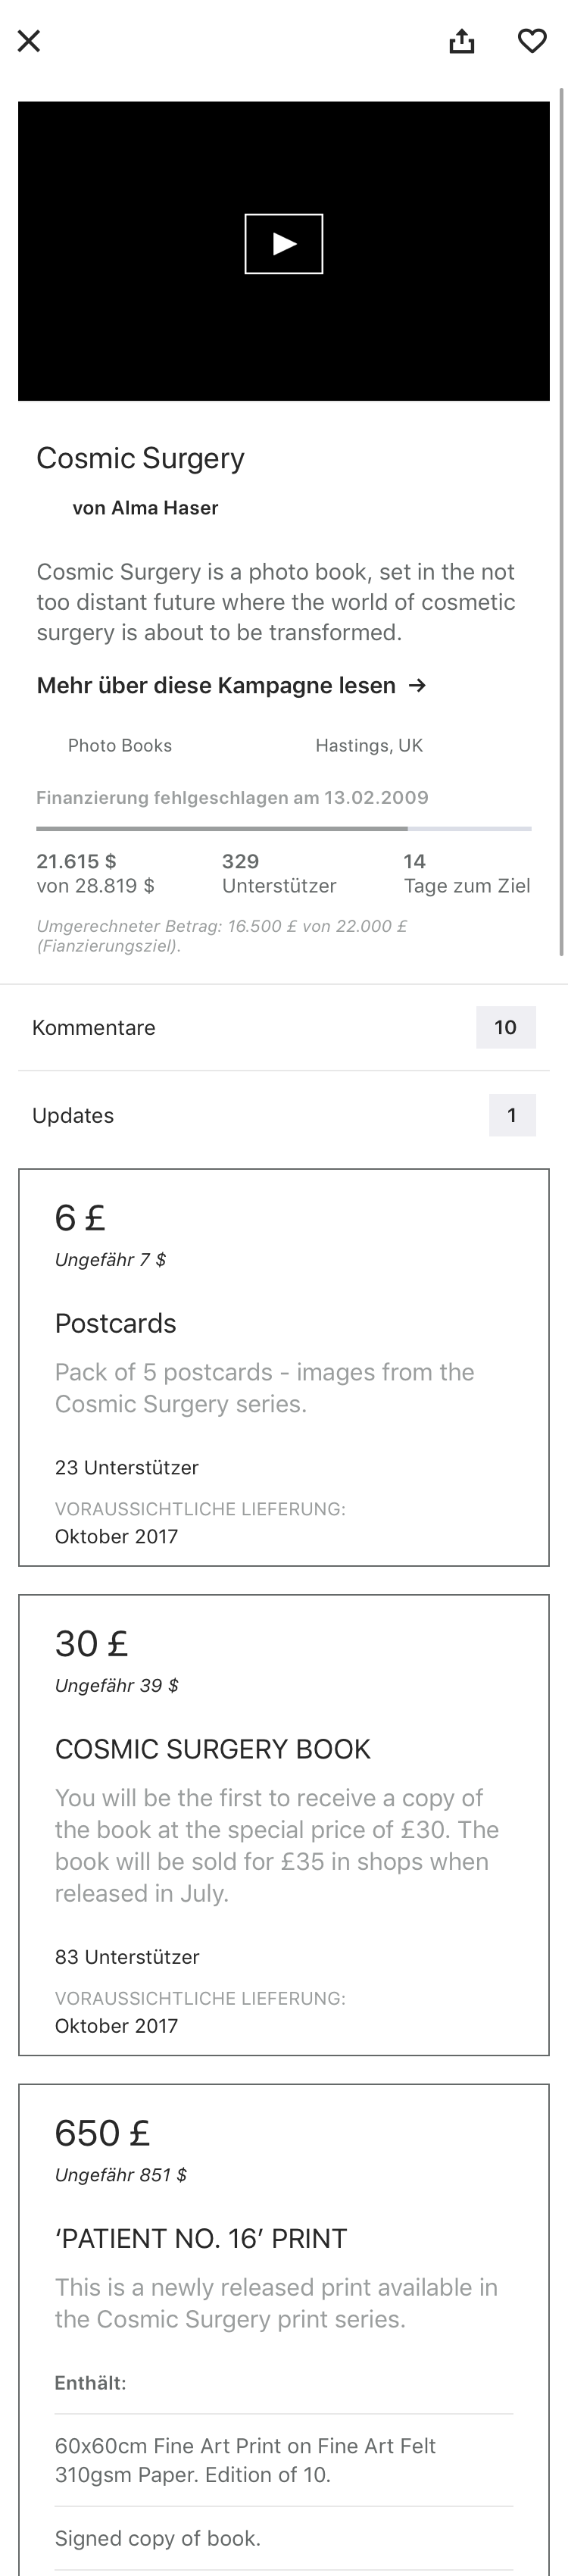 Cosmic Surgery
von Alma Haser
Cosmic Surgery is a photo book, set in the not
too distant future where the world of cosmetic
surgery is about to be transformed.
Mehr über diese Kampagne lesen →
Photo Books
Hastings, UK
Finanzierung fehlgeschlagen am 13.02.2009
21.615 $
von 28.819 $
329
Unterstützer
14
Tage zum Ziel
Umgerechneter Betrag: 16.500 £ von 22.000 £
(Fianzierungsziel).
Kommentare
10
Updates
1
6 £
Ungefähr 7 $
Postcards
Pack of 5 postcards - images from the
Cosmic Surgery series.
23 Unterstützer
VORAUSSICHTLICHE LIEFERUNG:
Oktober 2017
30 £
Ungefähr 39 $
COSMIC SURGERY BOOK
You will be the first to receive a copy of
the book at the special price of £30. The
book will be sold for £35 in shops when
released in July.
83 Unterstützer
VORAUSSICHTLICHE LIEFERUNG:
Oktober 2017
650 £
Ungefähr 851 $
‘PATIENT NO. 16’ PRINT
This is a newly released print available in
the Cosmic Surgery print series.
Enthält:
60x60cm Fine Art Print on Fine Art Felt
310gsm Paper. Edition of 10.
Signed copy of book.